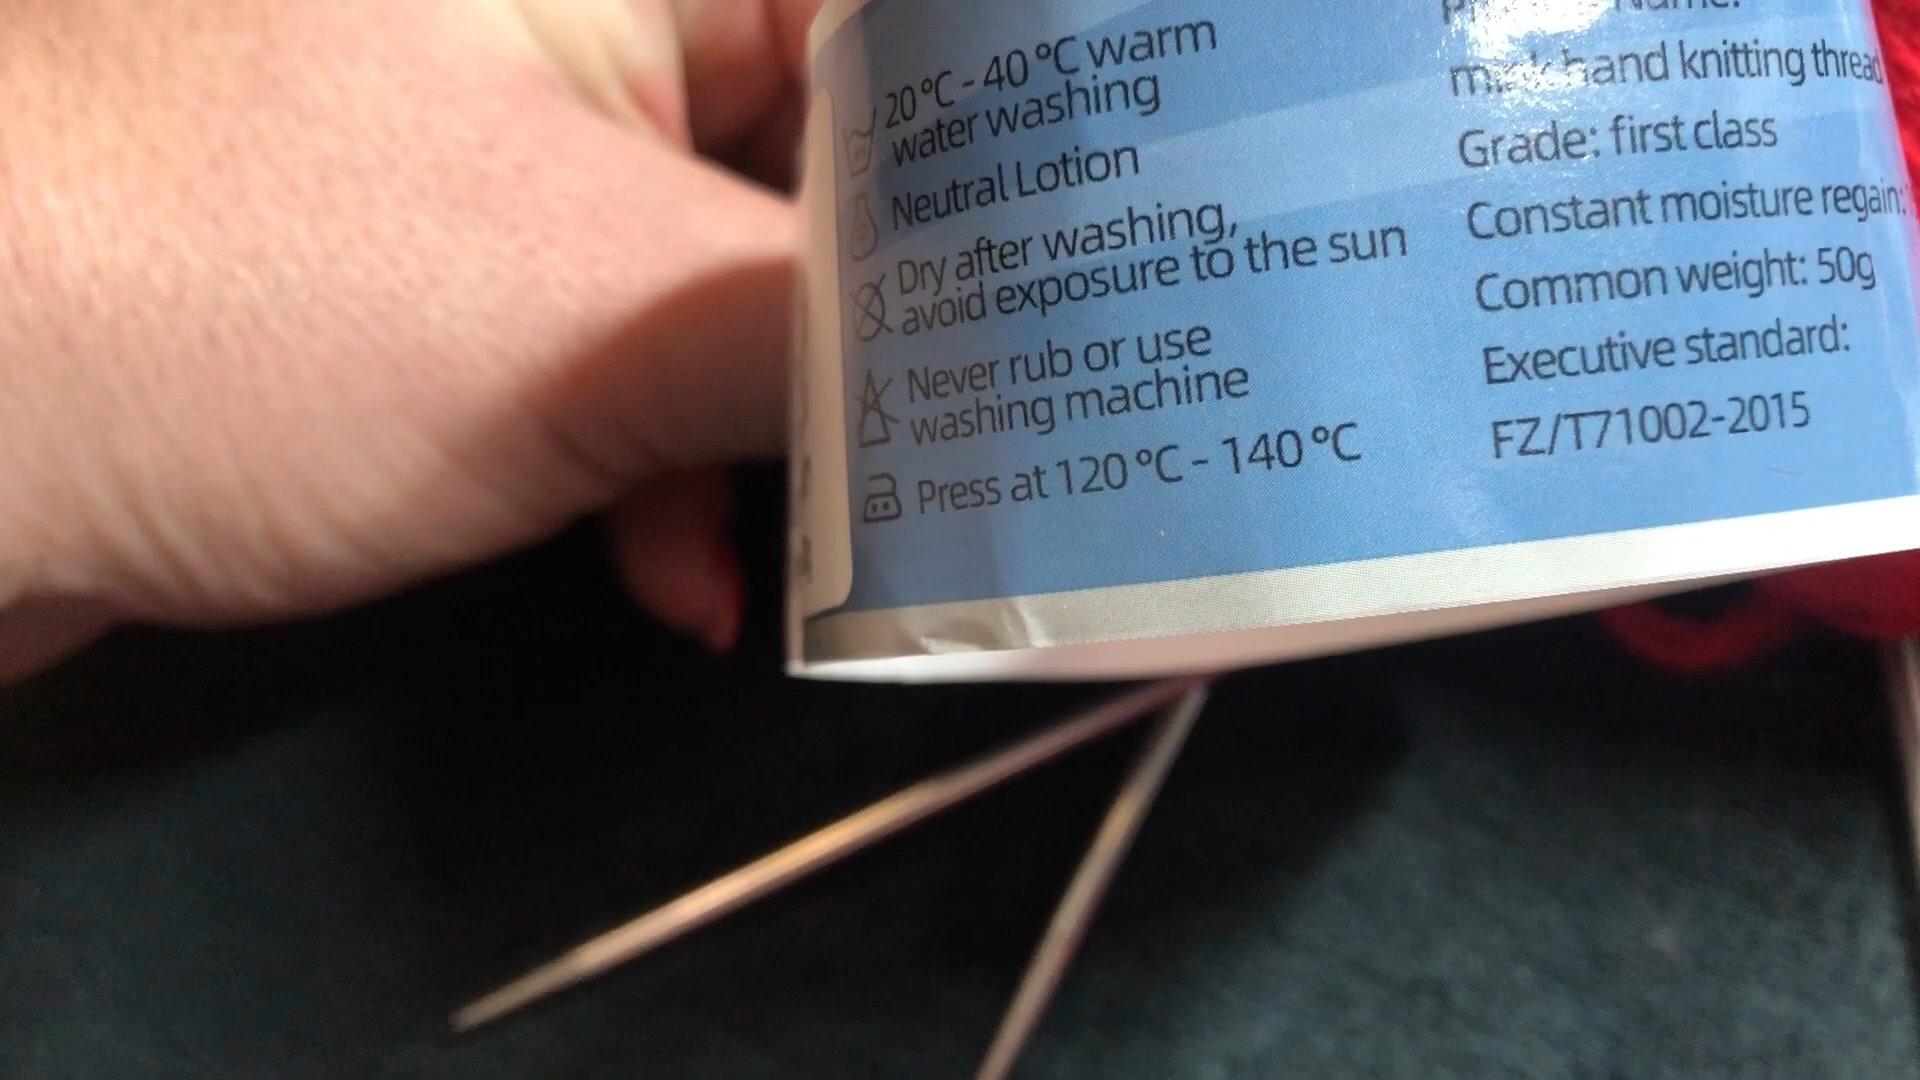 20°C - 40°C warm
water washing
Neutral Lotion
Dry after washing,
avoid exposure to the sun
Never rub or use
washing machine
Press at 120°C - 140°C
Name:
mink hand knitting thread
Grade: first class
Constant moisture regain:
Common weight: 50g
Executive standard:
FZ/T71002-2015